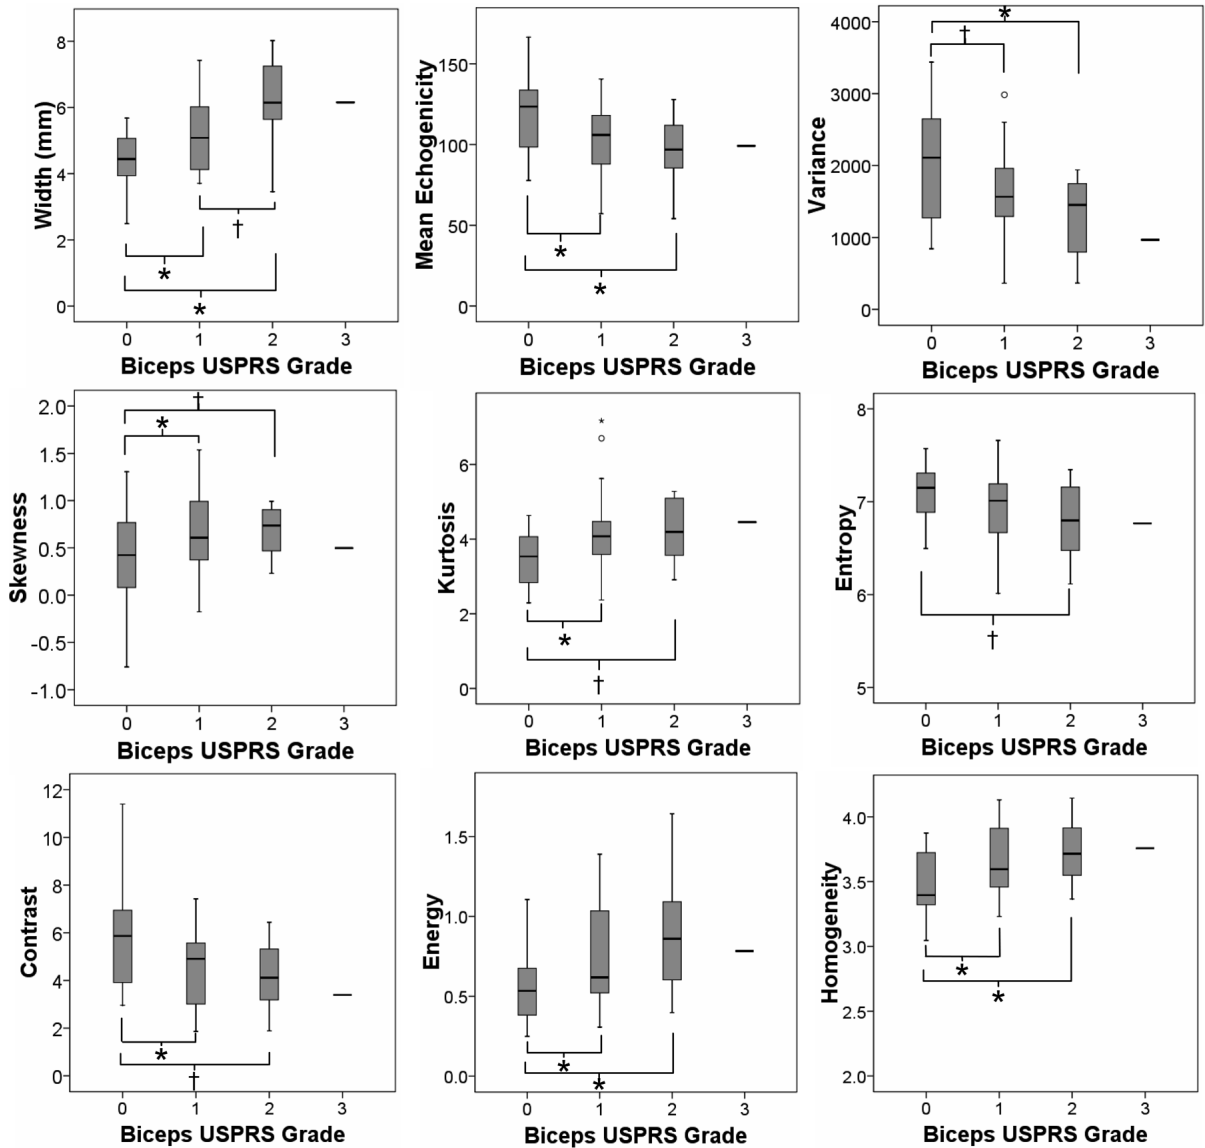 Width (mm)
8
6
4
2
0
0 1 2 3
Biceps USPRS Grade
* * †
Mean Echogenicity
150
100
50
0
0 1 2 3
Biceps USPRS Grade
* *
Variance
4000
3000
2000
1000
0
0 1 2 3
Biceps USPRS Grade
* †
Skewness
2.0
1.5
1.0
0.5
0.0
-0.5
-1.0
0 1 2 3
Biceps USPRS Grade
† *
Kurtosis
6
4
2
0
0 1 2 3
Biceps USPRS Grade
* †
Entropy
8
7
6
5
0 1 2 3
Biceps USPRS Grade
†
Contrast
12
10
8
6
4
2
0
0 1 2 3
Biceps USPRS Grade
* †
Energy
1.5
1.0
0.5
0.0
0 1 2 3
Biceps USPRS Grade
* *
Homogeneity
4.0
3.5
3.0
2.5
2.0
0 1 2 3
Biceps USPRS Grade
* *